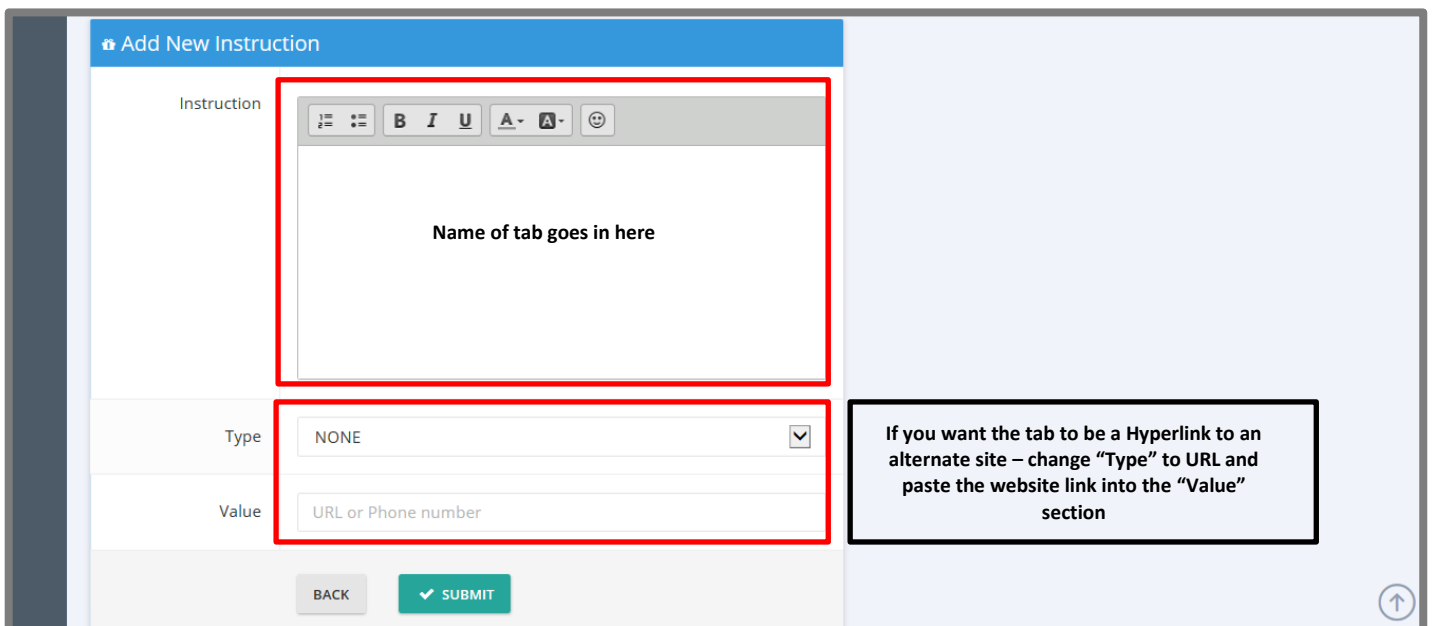 Add New Instruction
Instruction
B I U A A
Name of tab goes in here
Type
NONE
If you want the tab to be a Hyperlink to an
alternate site – change “Type” to URL and
paste the website link into the “Value”
section
Value
URL or Phone number
BACK
SUBMIT